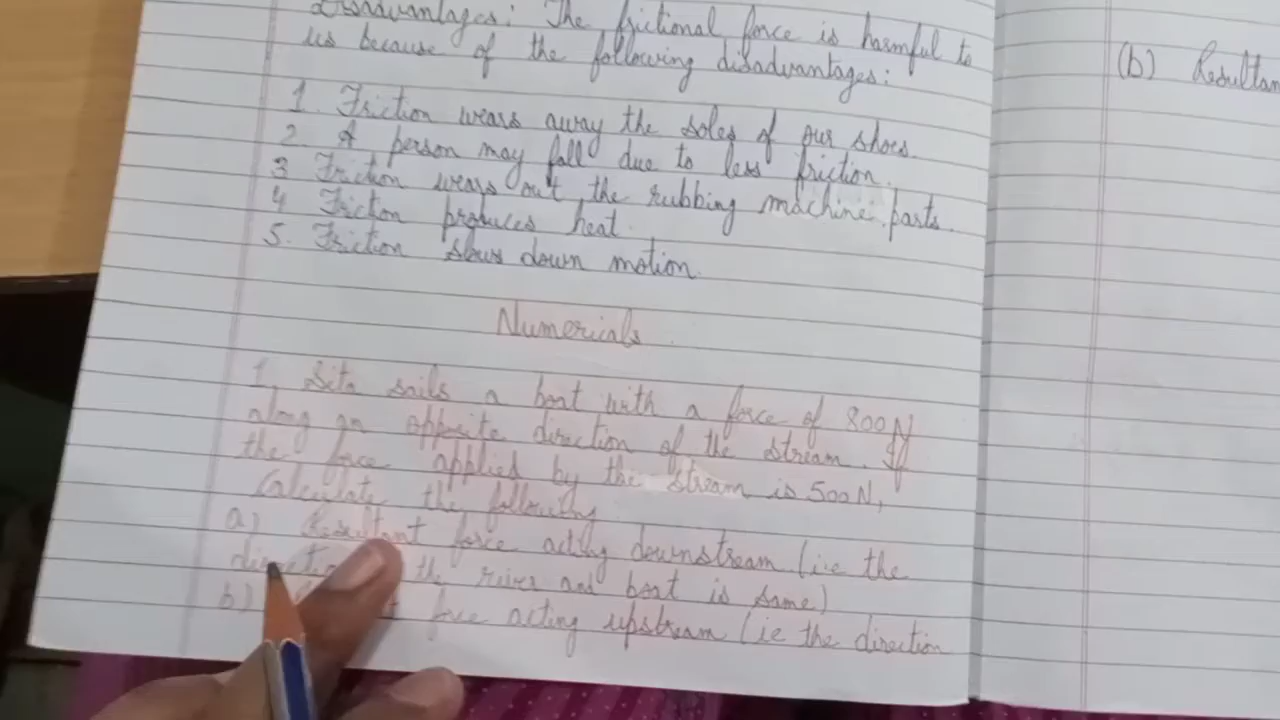 Disadvantages: The frictional force is harmful to
us because of the following disadvantages:
1. Friction wears away the soles of our shoes.
2. A person may fall due to less friction.
3 Friction wears out the rubbing machine parts.
4 Friction produces heat.
5. Friction slows down motion.
Numericals
1. Sita sails a boat with a force of 800N
along an opposite direction of the stream. If
the force applied by the stream is 500N,
Calculate the following
a) Resultant force acting downstream (i.e the
the river and boat is same)
b) force acting upstream (ie the direction
(b) Resultan